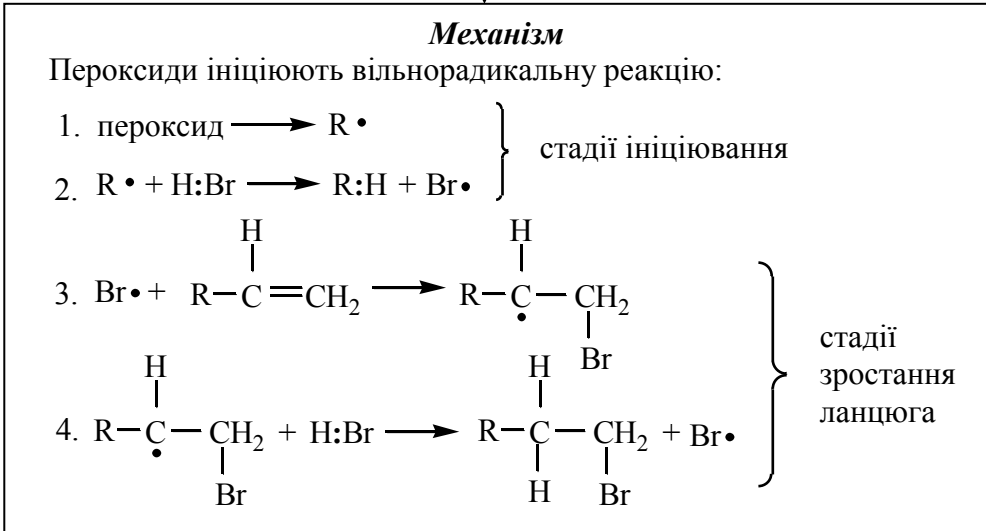 Механізм
Пероксиди ініціюють вільнорадикальну реакцію:
1. пероксид ⟶ R •
2. R • + H:Br ⟶ R:H + Br•
стадії ініціювання
H H
3. Br• + R–C=CH₂ ⟶ R–C–CH₂
•
Br
H H
4. R–C–CH₂ + H:Br ⟶ R–C–CH₂ + Br•
•
Br H Br
стадії
зростання
ланцюга